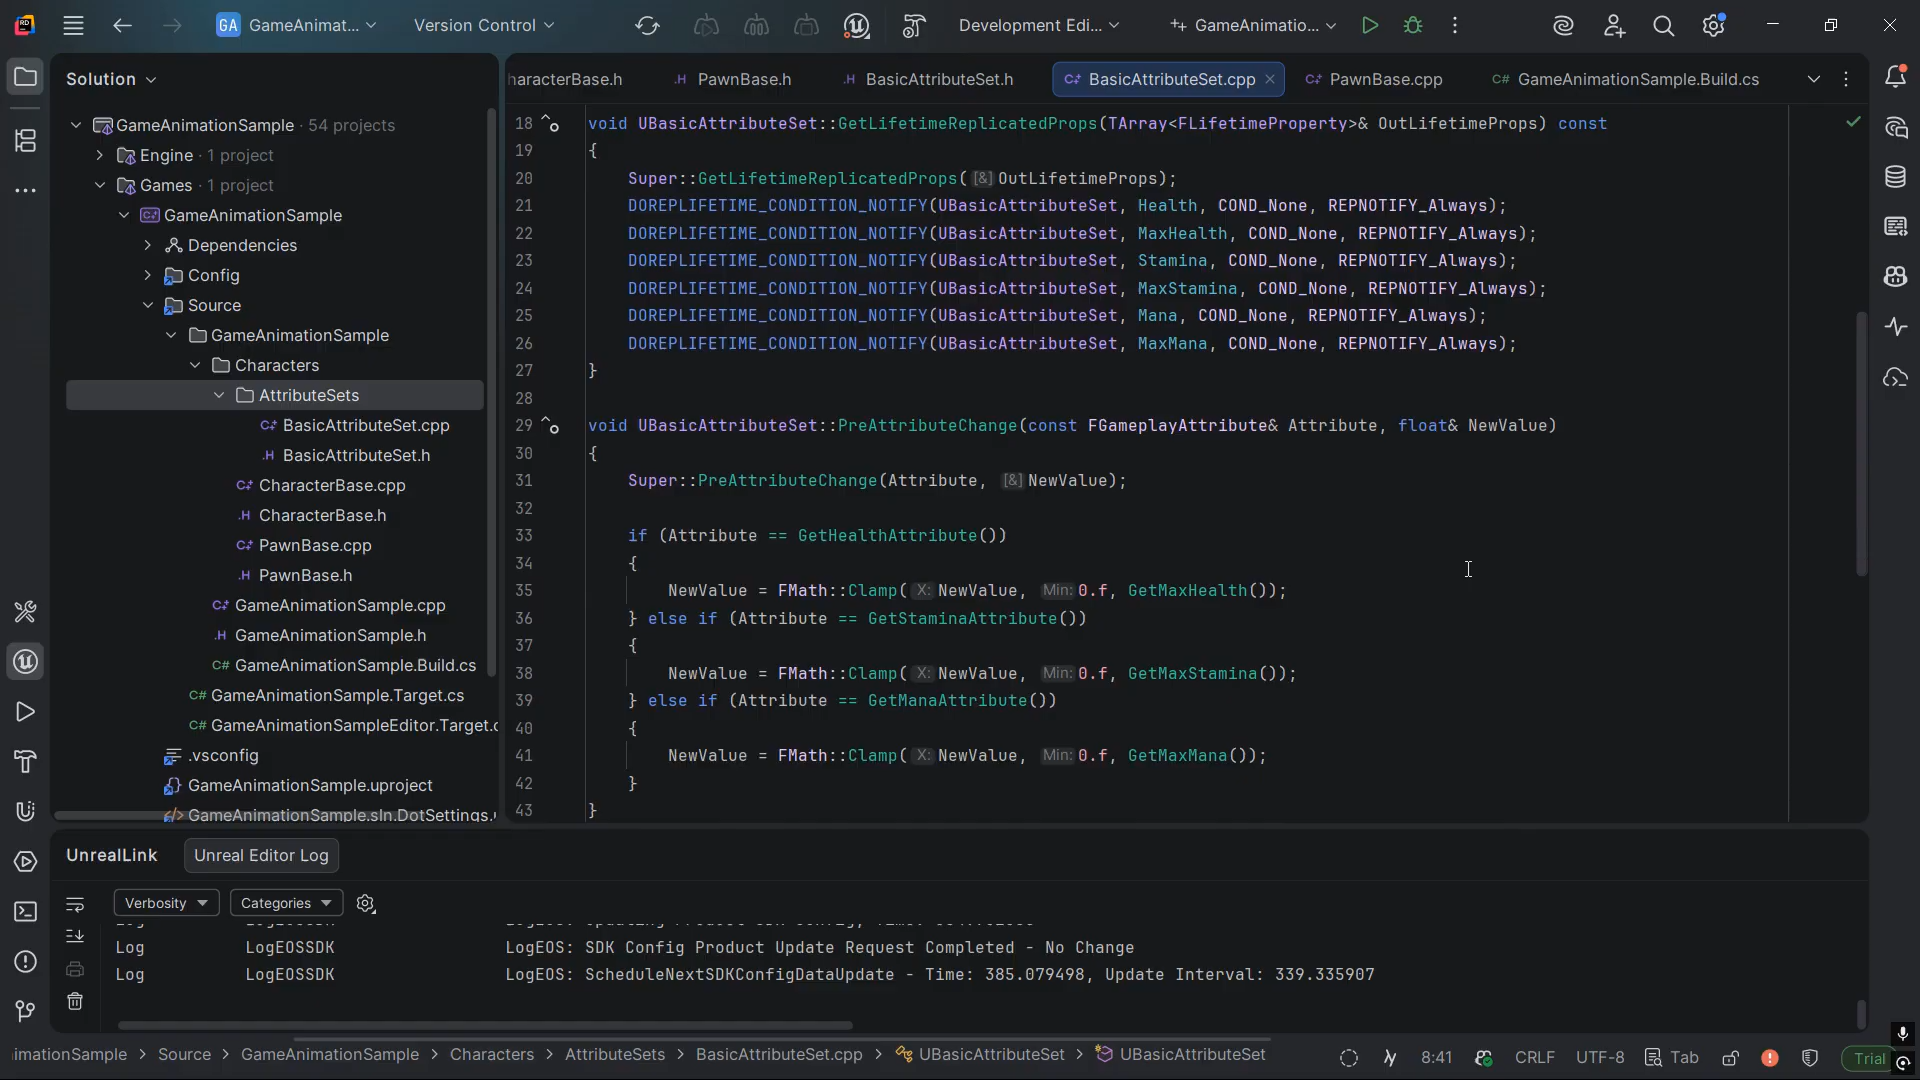 GA GameAnimat...
Version Control
Development Edi...
GameAnimatio...
Solution
haracterBase.h
.H PawnBase.h
.H BasicAttributeSet.h
C+ BasicAttributeSet.cpp
C+ PawnBase.cpp
C# GameAnimationSample.Build.cs
GameAnimationSample · 54 projects
Engine · 1 project
Games · 1 project
GameAnimationSample
Dependencies
Config
Source
GameAnimationSample
Characters
AttributeSets
C+ BasicAttributeSet.cpp
.H BasicAttributeSet.h
C+ CharacterBase.cpp
.H CharacterBase.h
C+ PawnBase.cpp
.H PawnBase.h
C+ GameAnimationSample.cpp
.H GameAnimationSample.h
C# GameAnimationSample.Build.cs
C# GameAnimationSample.Target.cs
C# GameAnimationSampleEditor.Target.c
.vsconfig
GameAnimationSample.uproject
GameAnimationSample.sln.DotSettings.
18 void UBasicAttributeSet::GetLifetimeReplicatedProps(TArray<FLifetimeProperty>& OutLifetimeProps) const
19 {
20 Super::GetLifetimeReplicatedProps([&]OutLifetimeProps);
21 DOREPLIFETIME_CONDITION_NOTIFY(UBasicAttributeSet, Health, COND_None, REPNOTIFY_Always);
22 DOREPLIFETIME_CONDITION_NOTIFY(UBasicAttributeSet, MaxHealth, COND_None, REPNOTIFY_Always);
23 DOREPLIFETIME_CONDITION_NOTIFY(UBasicAttributeSet, Stamina, COND_None, REPNOTIFY_Always);
24 DOREPLIFETIME_CONDITION_NOTIFY(UBasicAttributeSet, MaxStamina, COND_None, REPNOTIFY_Always);
25 DOREPLIFETIME_CONDITION_NOTIFY(UBasicAttributeSet, Mana, COND_None, REPNOTIFY_Always);
26 DOREPLIFETIME_CONDITION_NOTIFY(UBasicAttributeSet, MaxMana, COND_None, REPNOTIFY_Always);
27 }
28
29 void UBasicAttributeSet::PreAttributeChange(const FGameplayAttribute& Attribute, float& NewValue)
30 {
31 Super::PreAttributeChange(Attribute, [&]NewValue);
32
33 if (Attribute == GetHealthAttribute())
34 {
35 NewValue = FMath::Clamp( X: NewValue, Min: 0.f, GetMaxHealth());
36 } else if (Attribute == GetStaminaAttribute())
37 {
38 NewValue = FMath::Clamp( X: NewValue, Min: 0.f, GetMaxStamina());
39 } else if (Attribute == GetManaAttribute())
40 {
41 NewValue = FMath::Clamp( X: NewValue, Min: 0.f, GetMaxMana());
42 }
43 }
UnrealLink
Unreal Editor Log
Verbosity
Categories
Log LogEOSSDK LogEOS: SDK Config Product Update Request Completed - No Change
Log LogEOSSDK LogEOS: ScheduleNextSDKConfigDataUpdate - Time: 385.079498, Update Interval: 339.335907
imationSample > Source > GameAnimationSample > Characters > AttributeSets > BasicAttributeSet.cpp > UBasicAttributeSet > UBasicAttributeSet
8:41
CRLF
UTF-8
Tab
Trial